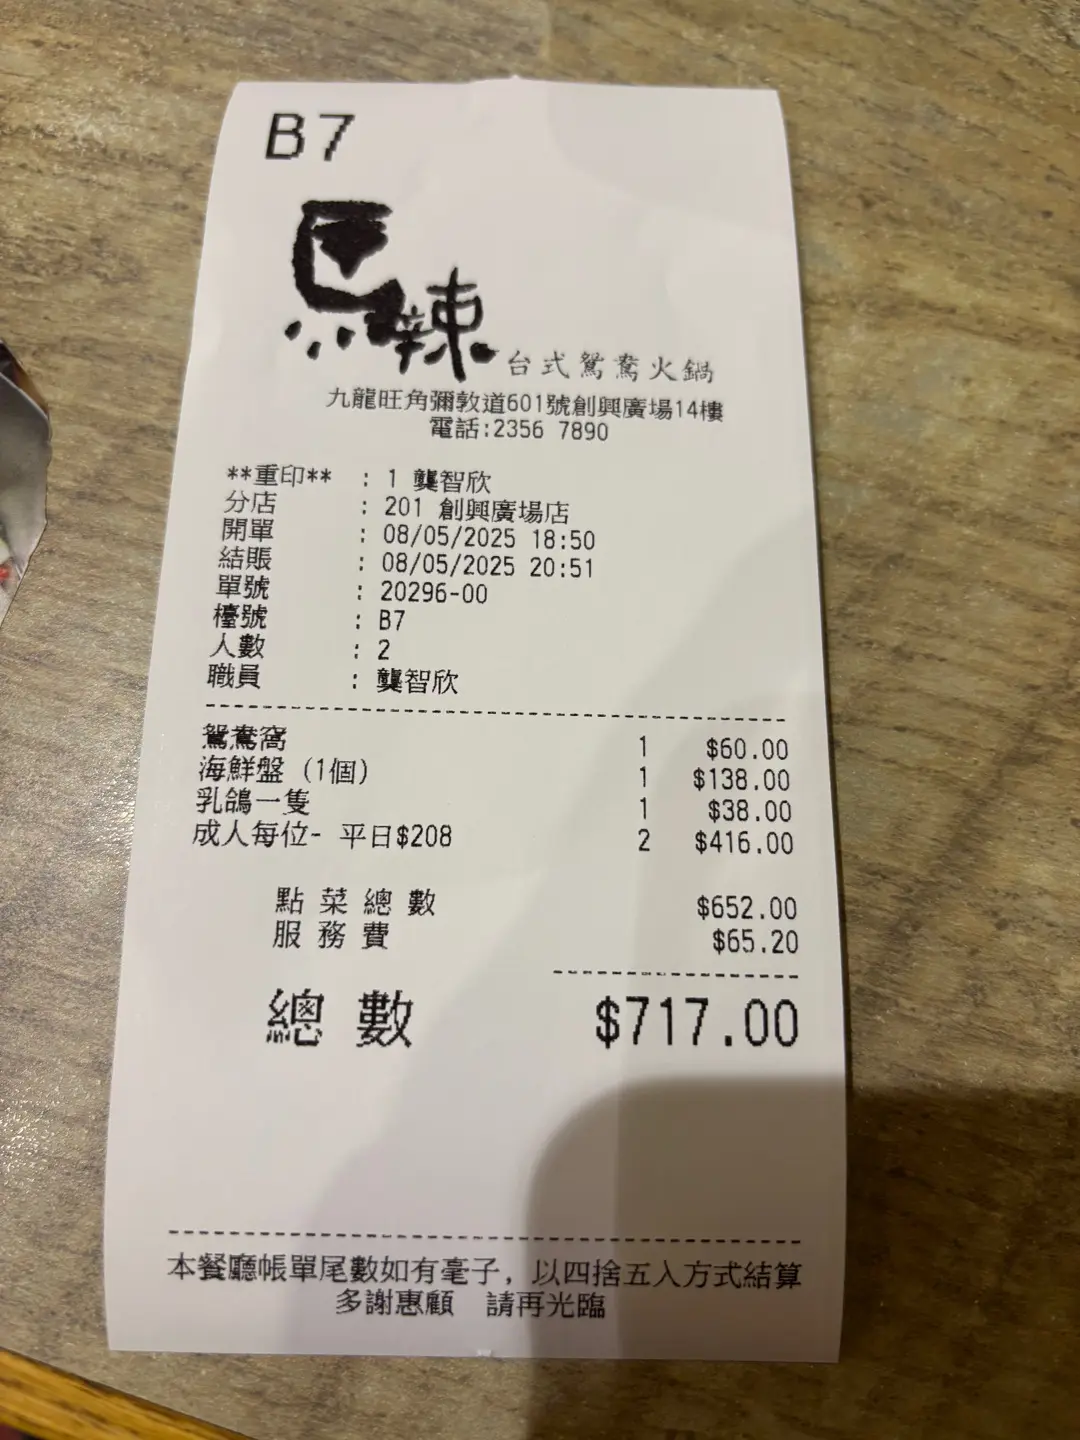 B7
馬辣 台式鴛鴦火鍋
九龍旺角彌敦道601號創興廣場14樓
電話:2356 7890
**重印** : 1 龔智欣
分店 : 201 創興廣場店
開單 : 08/05/2025 18:50
結賬 : 08/05/2025 20:51
單號 : 20296-00
檯號 : B7
人數 : 2
職員 : 龔智欣
鴛鴦窩 1 $60.00
海鮮盤 (1個) 1 $138.00
乳鴿一隻 1 $38.00
成人每位- 平日$208 2 $416.00
點菜總數 $652.00
服務費 $65.20
總數 $717.00
本餐廳帳單尾數如有毫子，以四捨五入方式結算
多謝惠顧 請再光臨